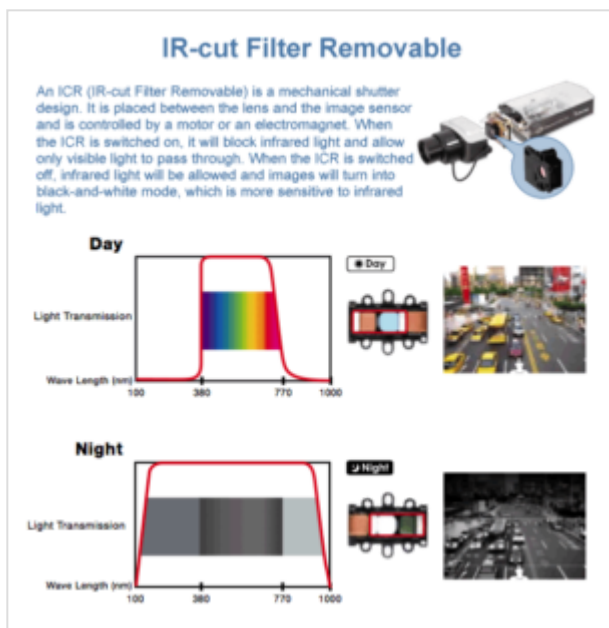 IR-cut Filter Removable
An ICR (IR-cut Filter Removable) is a mechanical shutter
design. It is placed between the lens and the image sensor
and is controlled by a motor or an electromagnet. When
the ICR is switched on, it will block infrared light and allow
only visible light to pass through. When the ICR is switched
off, infrared light will be allowed and images will turn into
black-and-white mode, which is more sensitive to infrared
light.
Day
Day
Light Transmission
Wave Length (nm)
100 380 770 1000
Night
Night
Light Transmission
Wave Length (nm)
100 380 770 1000